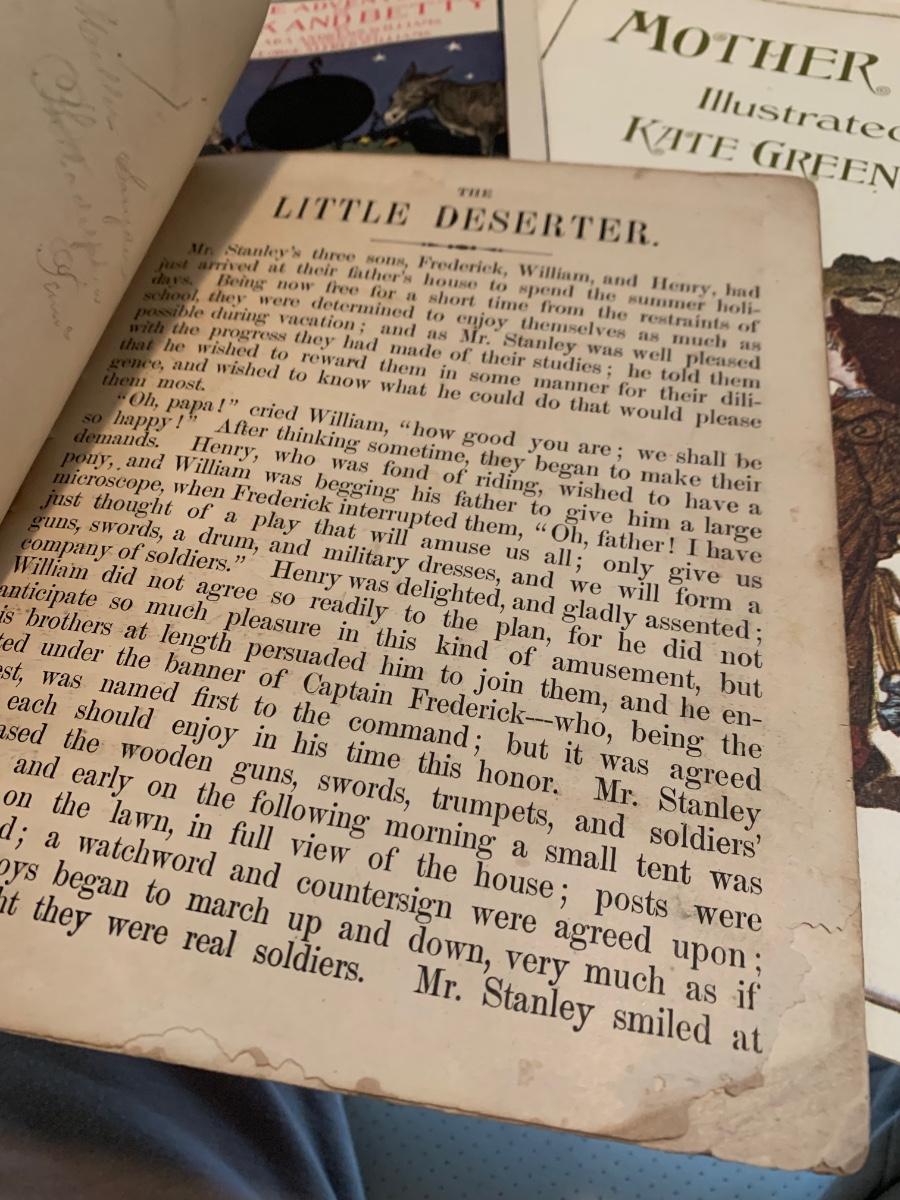 K AND BETTY
MOTHER
Illustrated
KATE GREEN
THE
LITTLE DESERTER.
Mr. Stanley's three sons, Frederick, William, and Henry, had
just arrived at their father's house to spend the summer holi-
days. Being now free for a short time from the restraints of
school, they were determined to enjoy themselves as much as
possible during vacation; and as Mr. Stanley was well pleased
with the progress they had made of their studies; he told them
that he wished to reward them in some manner for their dili-
gence, and wished to know what he could do that would please
them most.
"Oh, papa!" cried William, "how good you are; we shall be
so happy!" After thinking sometime, they began to make their
demands. Henry, who was fond of riding, wished to have a
pony, and William was begging his father to give him a large
microscope, when Frederick interrupted them, "Oh, father! I have
just thought of a play that will amuse us all; only give us
guns, swords, a drum, and military dresses, and we will form a
company of soldiers." Henry was delighted, and gladly assented;
William did not agree so readily to the plan, for he did not
anticipate so much pleasure in this kind of amusement, but
is brothers at length persuaded him to join them, and he en-
ted under the banner of Captain Frederick—who, being the
est, was named first to the command; but it was agreed
each should enjoy in his time this honor. Mr. Stanley
ased the wooden guns, swords, trumpets, and soldiers'
and early on the following morning a small tent was
on the lawn, in full view of the house; posts were
d; a watchword and countersign were agreed upon;
oys began to march up and down, very much as if
ht they were real soldiers. Mr. Stanley smiled at